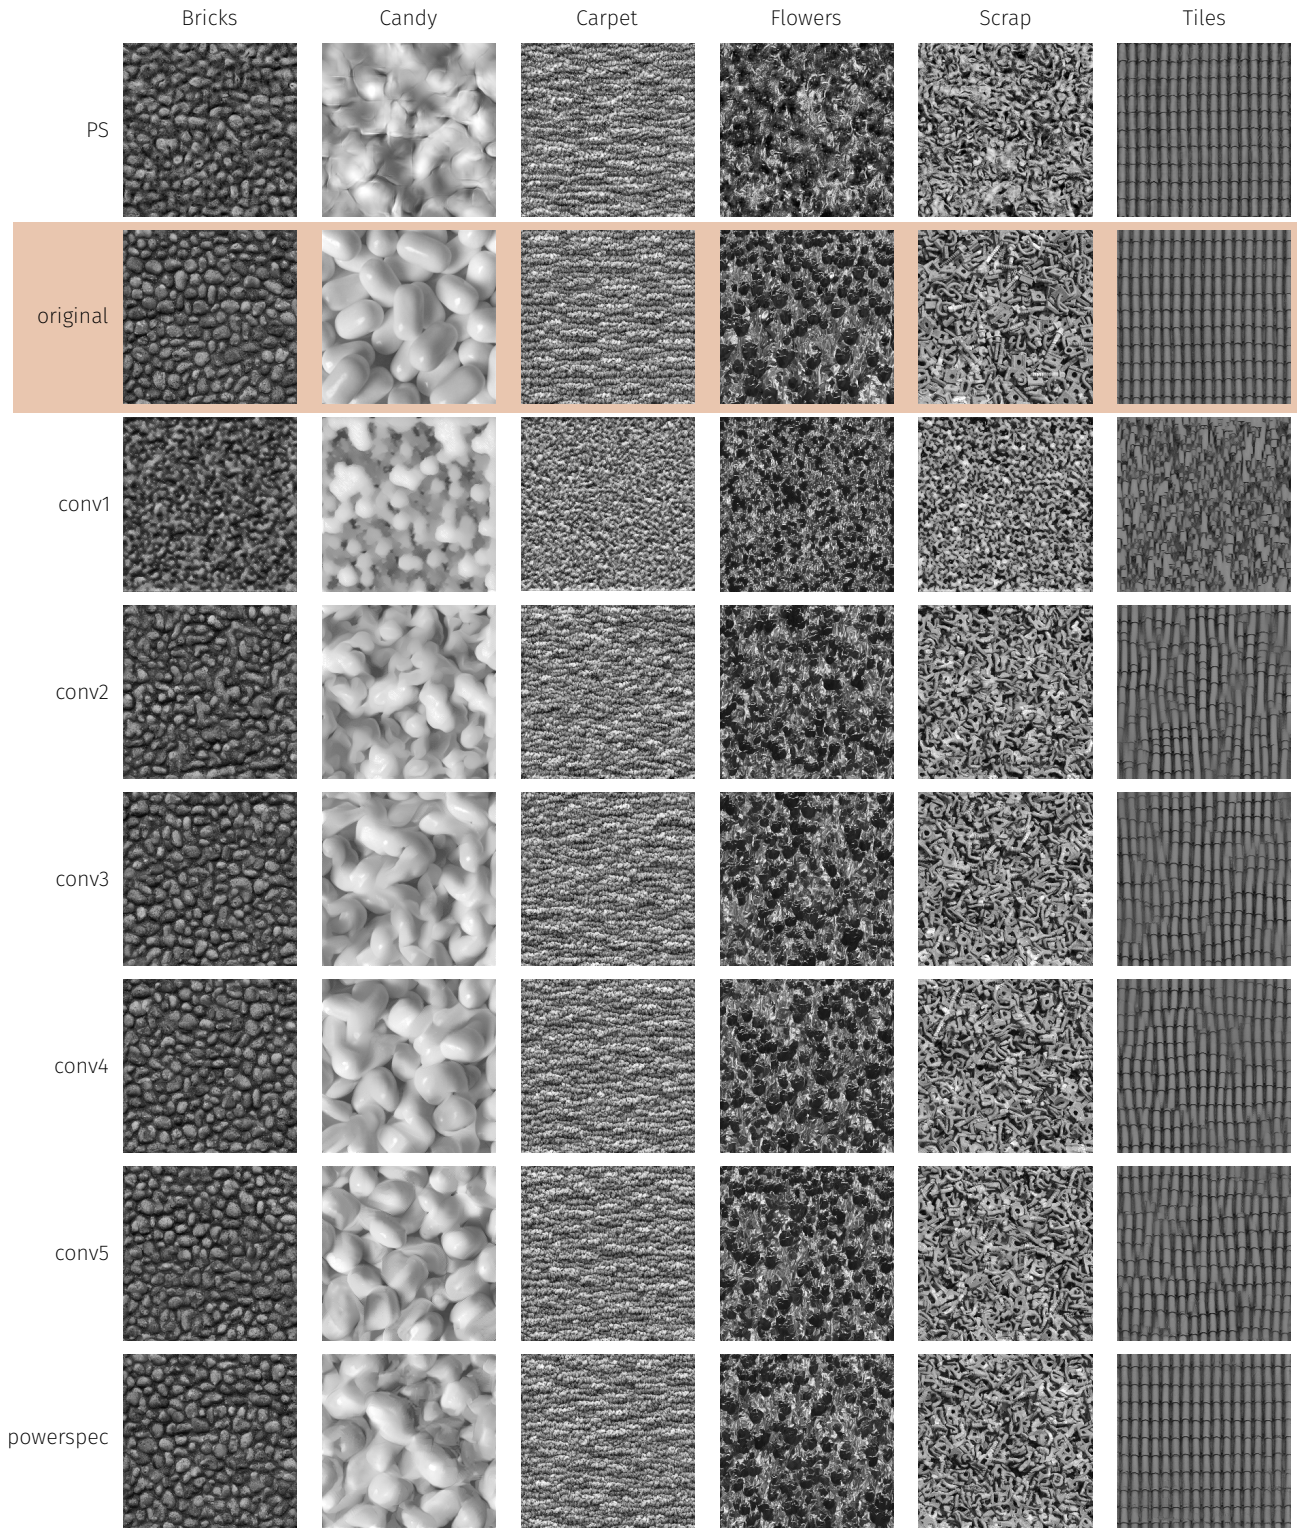 Bricks Candy Carpet Flowers Scrap Tiles
PS
original
conv1
conv2
conv3
conv4
conv5
powerspec